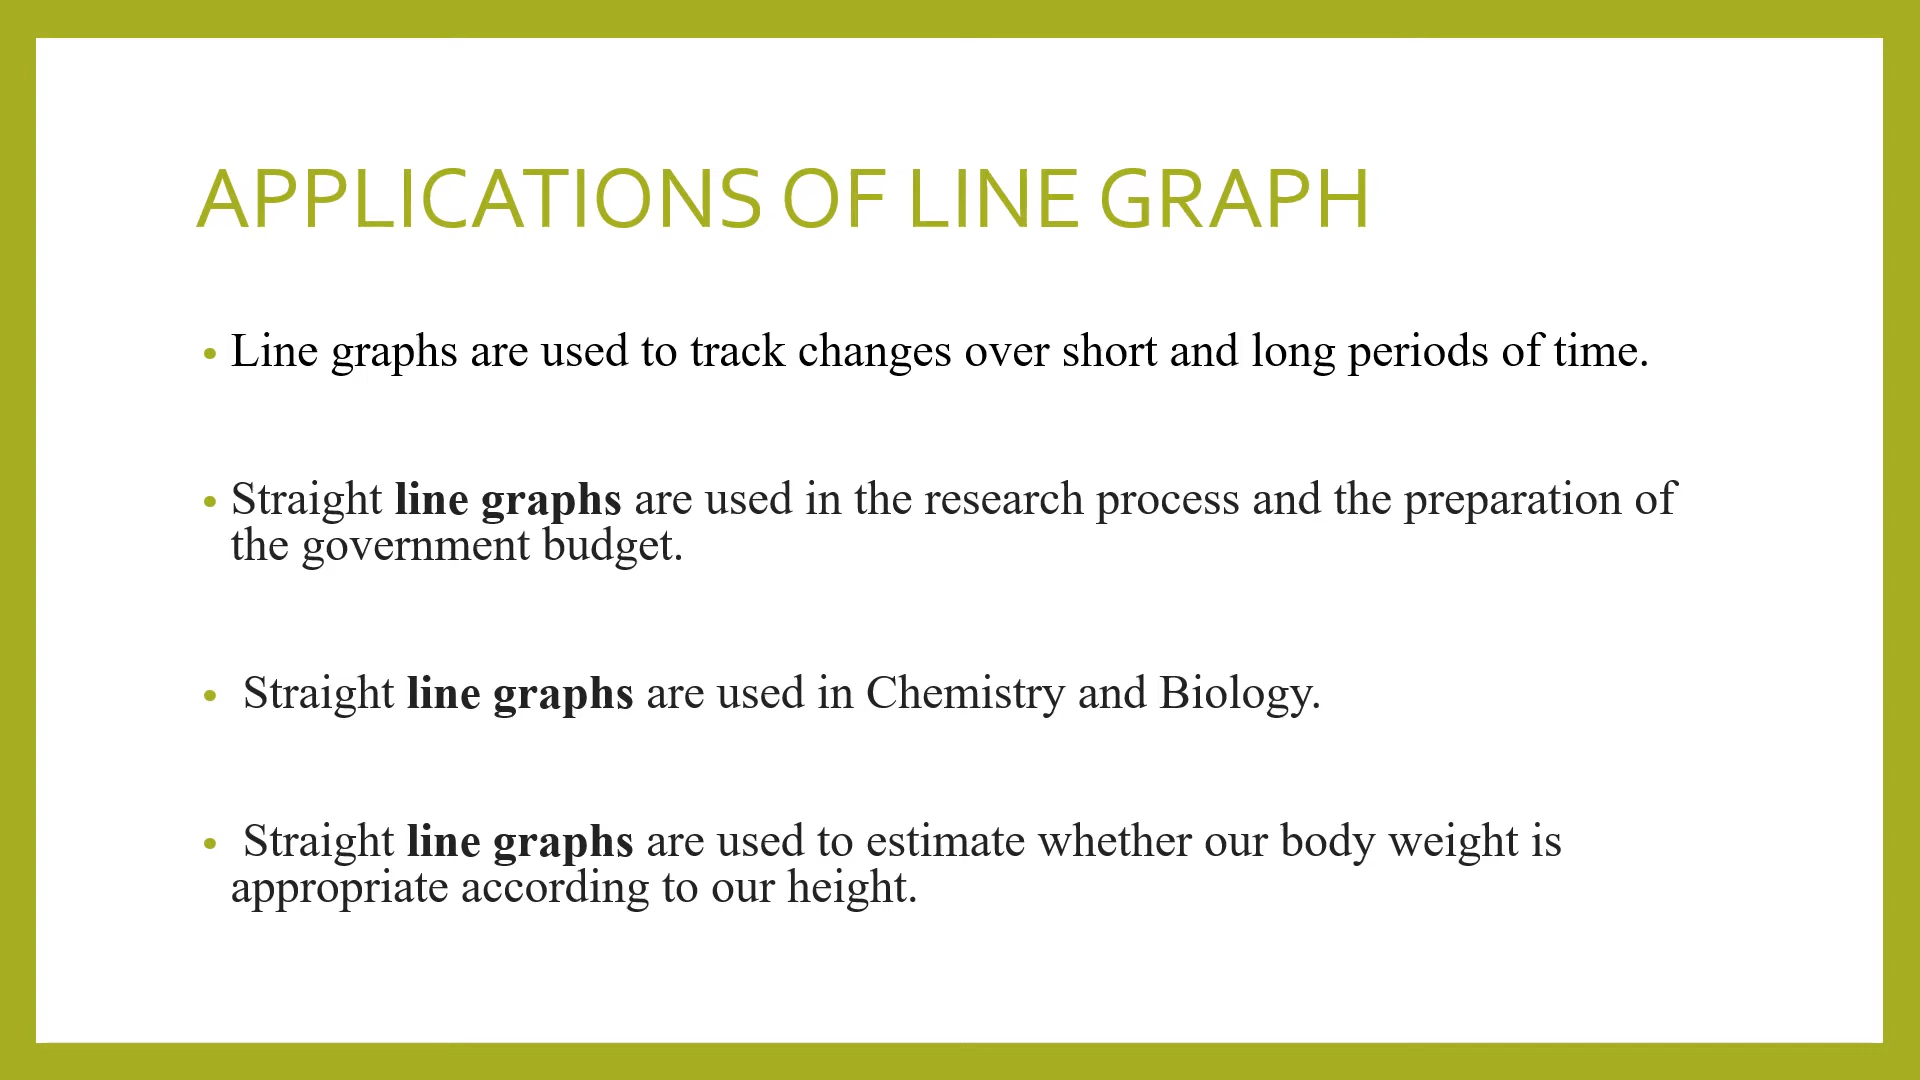 APPLICATIONS OF LINE GRAPH
• Line graphs are used to track changes over short and long periods of time.
• Straight line graphs are used in the research process and the preparation of
the government budget.
• Straight line graphs are used in Chemistry and Biology.
• Straight line graphs are used to estimate whether our body weight is
appropriate according to our height.